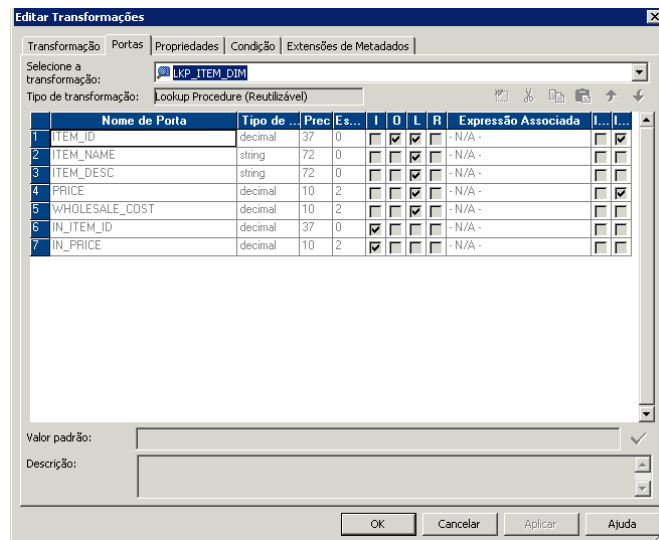 Editar Transformações
Transformação Portas Propriedades Condição Extensões de Metadados
Selecione a transformação: LKP_ITEM_DIM
Tipo de transformação: Lookup Procedure (Reutilizável)
Nome de Porta Tipo de ... Prec Es... I O L R Expressão Associada I... I...
1 ITEM_ID decimal 37 0 - N/A -
2 ITEM_NAME string 72 0 - N/A -
3 ITEM_DESC string 72 0 - N/A -
4 PRICE decimal 10 2 - N/A -
5 WHOLESALE_COST decimal 10 2 - N/A -
6 IN_ITEM_ID decimal 37 0 - N/A -
7 IN_PRICE decimal 10 2 - N/A -
Valor padrão:
Descrição:
OK Cancelar Aplicar Ajuda